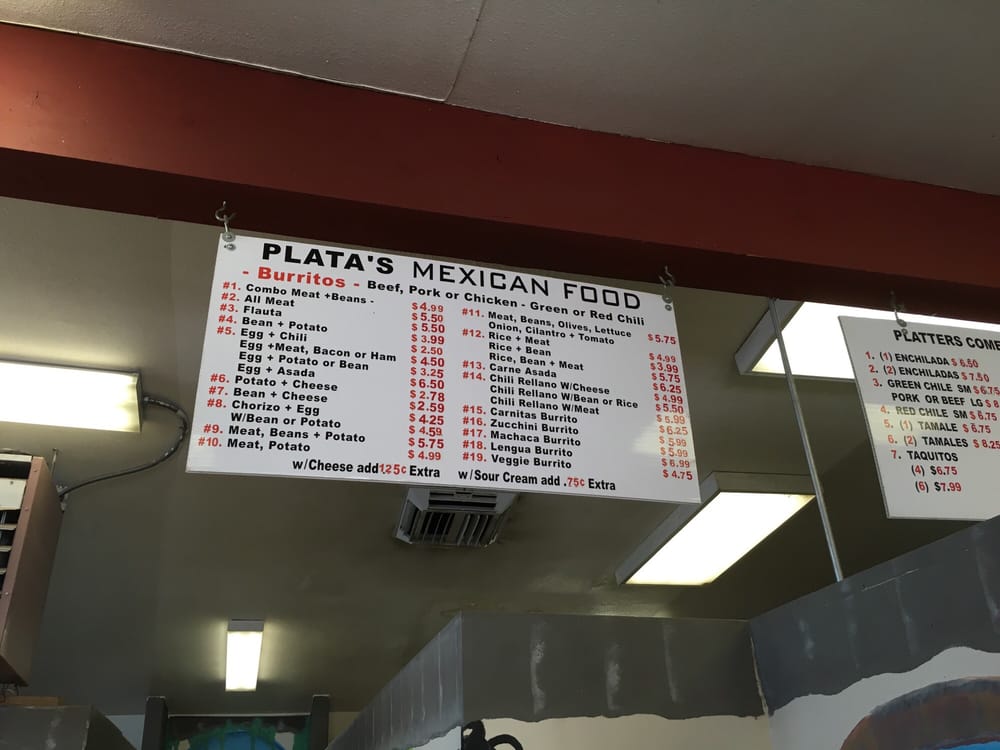 PLATA'S MEXICAN FOOD
- Burritos - Beef, Pork or Chicken - Green or Red Chili
#1. Combo Meat +Beans - $4.99
#2. All Meat $5.50
#3. Flauta $5.50
#4. Bean + Potato $3.99
#5. Egg + Chili $2.50
Egg +Meat, Bacon or Ham $4.50
Egg + Potato or Bean $3.25
Egg + Asada $6.50
#6. Potato + Cheese $2.78
#7. Bean + Cheese $2.59
#8. Chorizo + Egg $4.25
W/Bean or Potato $4.59
#9. Meat, Beans + Potato $5.75
#10. Meat, Potato $4.99
#11. Meat, Beans, Olives, Lettuce
Onion, Cilantro + Tomato $5.75
#12. Rice + Meat $4.99
Rice + Bean $3.99
Rice, Bean + Meat $5.75
#13. Carne Asada $6.25
#14. Chili Rellano W/Cheese $4.99
Chili Rellano W/Bean or Rice $5.50
Chili Rellano W/Meat $5.99
#15. Carnitas Burrito $6.25
#16. Zucchini Burrito $5.99
#17. Machaca Burrito $5.99
#18. Lengua Burrito $6.99
#19. Veggie Burrito $4.75
w/Cheese add 1.25¢ Extra w/Sour Cream add .75¢ Extra
PLATTERS COME
1. (1) ENCHILADA $6.50
2. (2) ENCHILADAS $7.50
3. GREEN CHILE SM $6.75
PORK OR BEEF LG $8
4. RED CHILE SM $6.75
5. (1) TAMALE $6.75
6. (2) TAMALES $8.25
7. TAQUITOS
(4) $6.75
(6) $7.99